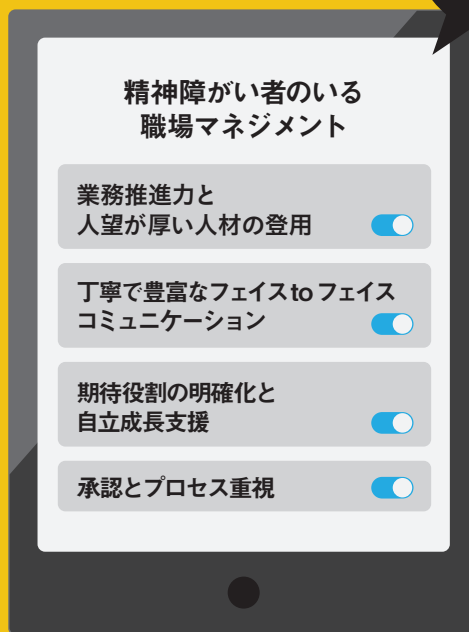 精神障がい者のいる
職場マネジメント
業務推進力と
人望が厚い人材の登用
丁寧で豊富なフェイスtoフェイス
コミュニケーション
期待役割の明確化と
自立成長支援
承認とプロセス重視